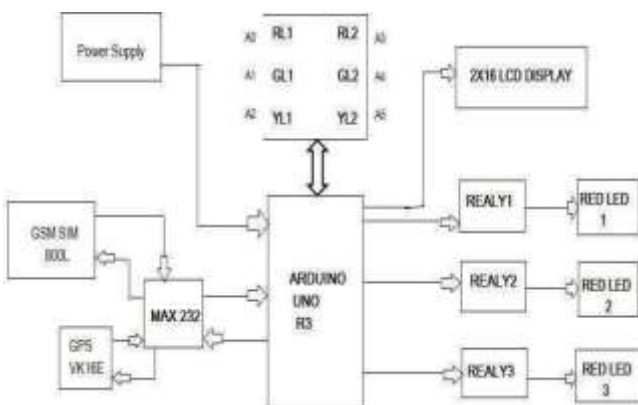 Power Supply
A0 RL1 RL2 A3
A1 GL1 GL2 A4
A2 YL1 YL2 A5
2X16 LCD DISPLAY
GSM SIM
800L
MAX 232
GPS
VK16E
ARDUINO
UNO
R3
REALY1
RED LED
1
REALY2
RED LED
2
REALY3
RED LED
3